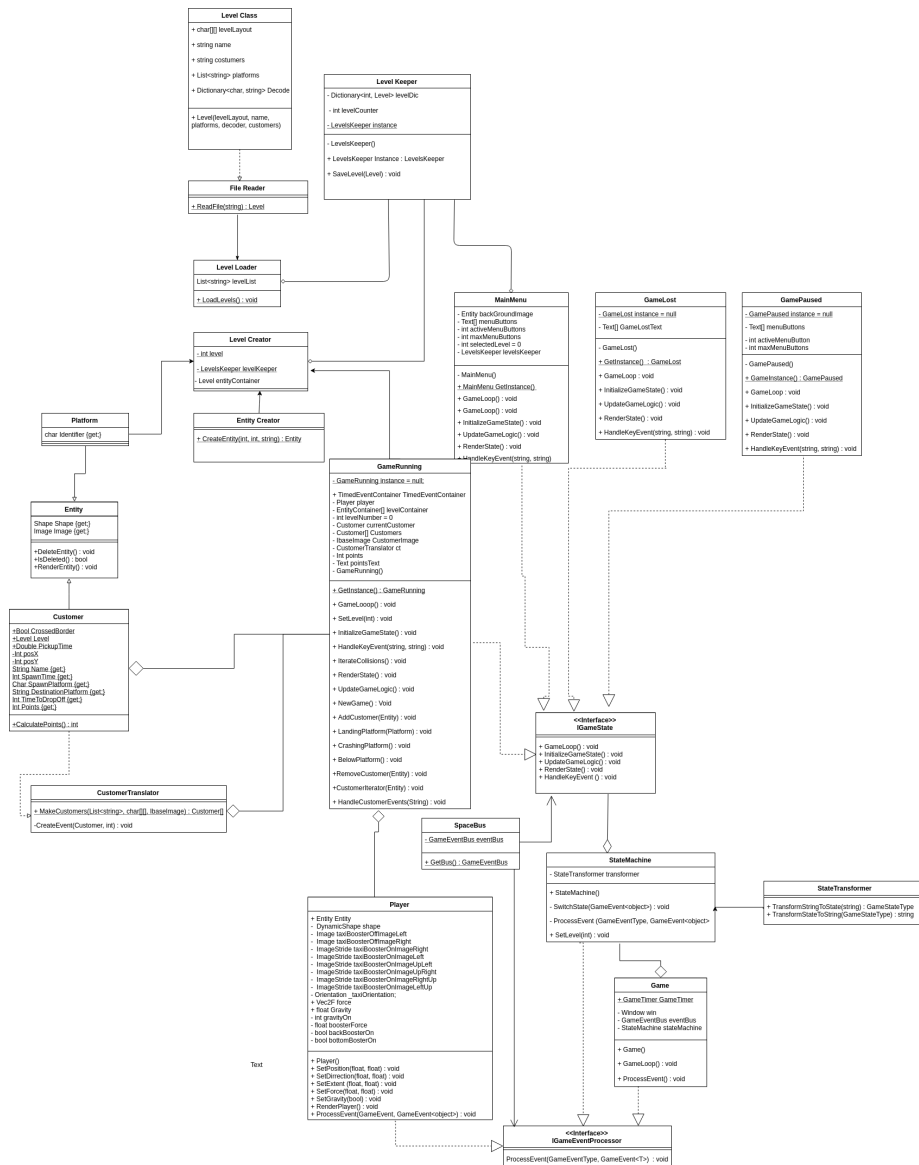 Level Class
+ char[][] levelLayout
+ string name
+ string costumers
+ List<string> platforms
+ Dictionary<char, string> Decode
+ Level(levelLayout, name,
platforms, decoder, customers)
Level Keeper
- Dictionary<int, Level> levelDic
- int levelCounter
- LevelsKeeper instance
- LevelsKeeper()
+ LevelsKeeper Instance : LevelsKeeper
+ SaveLevel(Level) : void
File Reader
+ ReadFile(string) : Level
Level Loader
List<string> levelList
+ LoadLevels() : void
Level Creator
- int level
- LevelsKeeper levelKeeper
- Level entityContainer
Entity Creator
+ CreateEntity(int, int, string) : Entity
MainMenu
- Entity backGroundImage
- Text[] menuButtons
- int activeMenuButtons
- int maxMenuButtons
- int selectedLevel = 0
- LevelsKeeper levelsKeeper
- MainMenu()
+ MainMenu GetInstance()
+ GameLoop() : void
+ GameLoop() : void
+ InitializeGameState() : void
+ UpdateGameLogic() : void
+ RenderState() : void
+ HandleKeyEvent(string, string)
GameLost
- GameLost instance = null
- Text[] GameLostText
- GameLost()
+ GetInstance() : GameLost
+ GameLoop : void
+ InitializeGameState() : void
+ UpdateGameLogic() : void
+ RenderState() : void
+ HandleKeyEvent(string, string)
GamePaused
- GamePaused instance = null
- Text[] menuButtons
- int activeMenuButton
- int maxMenuButtons
- GamePaused()
+ GameInstance() : GamePaused
+ GameLoop : void
+ InitializeGameState() : void
+ UpdateGameLogic() : void
+ RenderState() : void
+ HandleKeyEvent(string, string)
Platform
char Identifier {get;}
Entity
Shape Shape {get;}
Image Image {get;}
+DeleteEntity() : void
+IsDeleted() : bool
+RenderEntity() : void
Customer
+Bool CrossedBorder
+Level Level
+Double PickupTime
-Int posX
-Int posY
String Name {get;}
Int SpawnTime {get;}
Char SpawnPlatform {get;}
String DestinationPlatform {get;}
Int TimeToDropOff {get;}
Int Points {get;}
+CalculatePoints() : int
CustomerTranslator
+ MakeCustomers(List<string>, char[][], IbaseImage) : Customer[]
-CreateEvent(Customer, int) : void
GameRunning
- GameRunning instance = null;
+ TimedEventContainer TimedEventContainer
- Player player
- EntityContainer[] levelContainer
- int levelNumber = 0
- Customer currentCustomer
- Customer[] Customers
- IbaseImage CustomerImage
- CustomerTranslator ct
- Int points
- Text pointsText
- GameRunning()
+ GetInstance() : GameRunning
+ GameLooop() : void
+ SetLevel(int) : void
+ InitializeGameState() : void
+ HandleKeyEvent(string, string) : void
+ IterateCollisions() : void
+ RenderState() : void
+ UpdateGameLogic() : void
+ NewGame() : Void
+ AddCustomer(Entity) : void
+ LandingPlatform(Platform) : void
+ CrashingPlatform() : void
+ BelowPlatform() : void
+RemoveCustomer(Entity) : void
+CustomerIterator(Entity) : void
+ HandleCustomerEvents(String) : void
<<Interface>>
IGameState
+ GameLoop() : void
+ InitializeGameState() : void
+ UpdateGameLogic() : void
+ RenderState() : void
+ HandleKeyEvent () : void
SpaceBus
- GameEventBus eventBus
+ GetBus() : GameEventBus
StateMachine
- StateTransformer transformer
+ StateMachine()
- SwitchState(GameEvent<object>) : void
- ProcessEvent (GameEventType, GameEvent<object>
+ SetLevel(int) : void
StateTransformer
+ TransformStringToState(string) : GameStateType
+ TransformStateToString(GameStateType) : string
Game
+ GameTimer GameTimer
- Window win
- GameEventBus eventBus
- StateMachine stateMachine
+ Game()
+ GameLoop() : void
+ ProcessEvent() : void
Player
+ Entity Entity
- DynamicShape shape
- Image taxiBoosterOffImageLeft
- Image taxiBoosterOffImageRight
- ImageStride taxiBoosterOnImageRight
- ImageStride taxiBoosterOnImageLeft
- ImageStride taxiBoosterOnImageUpLeft
- ImageStride taxiBoosterOnImageUpRight
- ImageStride taxiBoosterOnImageRightUp
- ImageStride taxiBoosterOnImageLeftUp
- Orientation _taxiOrientation;
+ Vec2F force
+ float Gravity
- int gravityOn
- float boosterForce
- bool backBoosterOn
- bool bottomBosterOn
+ Player()
+ SetPosition(float, float) : void
+ SetDirrection(float, float) : void
+ SetExtent (float, float) : void
+ SetForce(float, float) : void
+ SetGravity(bool) : void
+ RenderPlayer() : void
+ ProcessEvent(GameEvent, GameEvent<object>) : void
Text
<<Interface>>
IGameEventProcessor
ProcessEvent(GameEventType, GameEvent<T>) : void